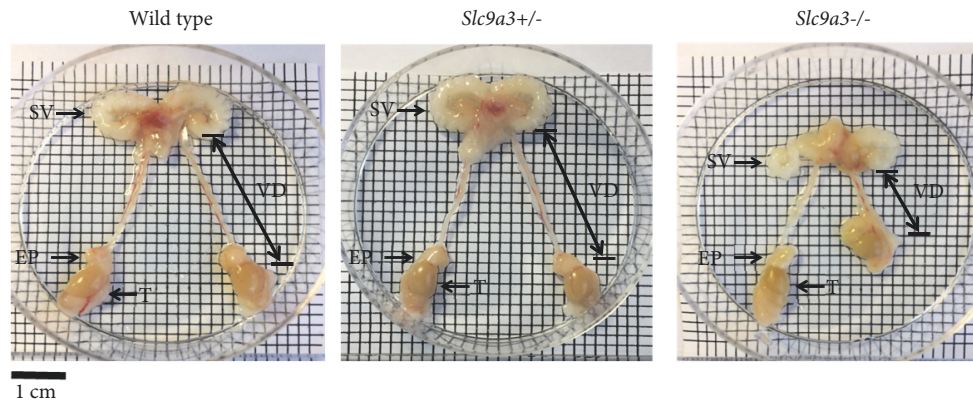 Wild type
Slc9a3+/-
Slc9a3-/-
SV
VD
EP
T
SV
VD
EP
T
SV
VD
EP
T
1 cm